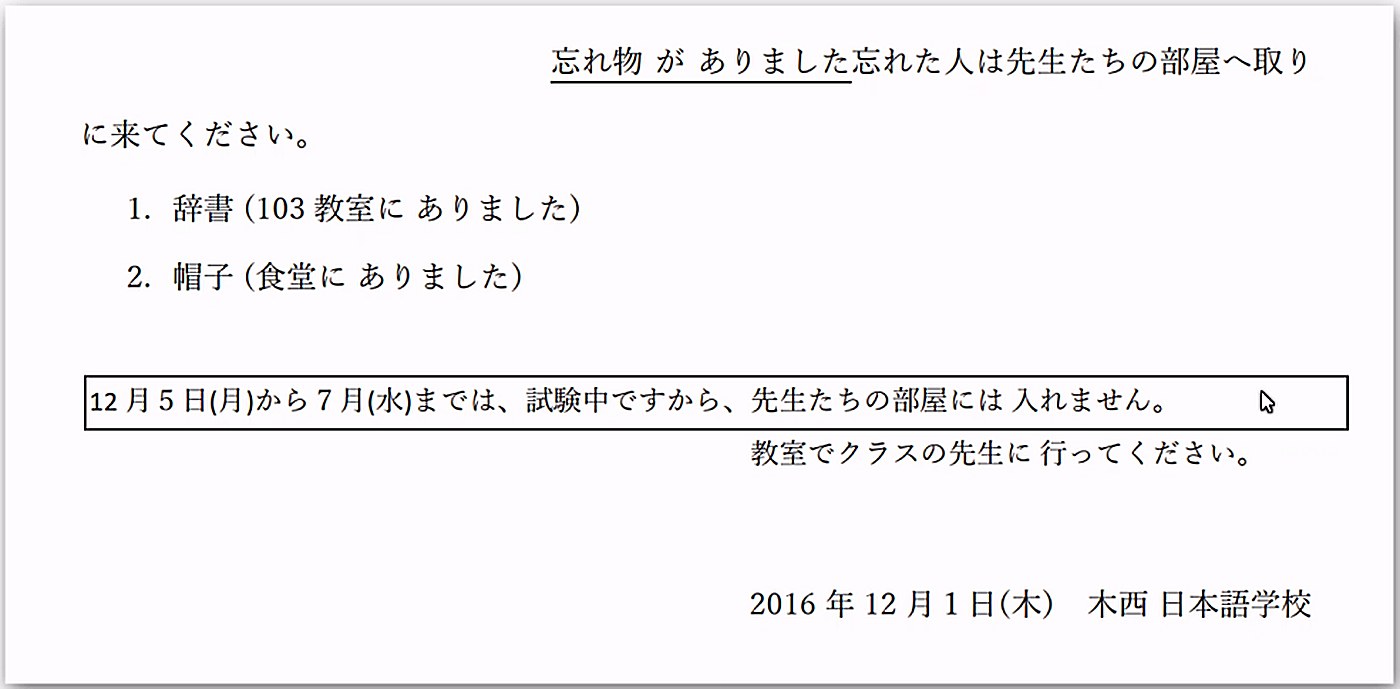 忘れ物 が ありました忘れた人は先生たちの部屋へ取り
に来てください。
1. 辞書 (103 教室に ありました)
2. 帽子 (食堂に ありました)
12 月 5 日(月)から 7 月(水)までは、試験中ですから、先生たちの部屋には 入れません。
教室でクラスの先生に 行ってください。
2016 年 12 月 1 日(木) 木西 日本語学校